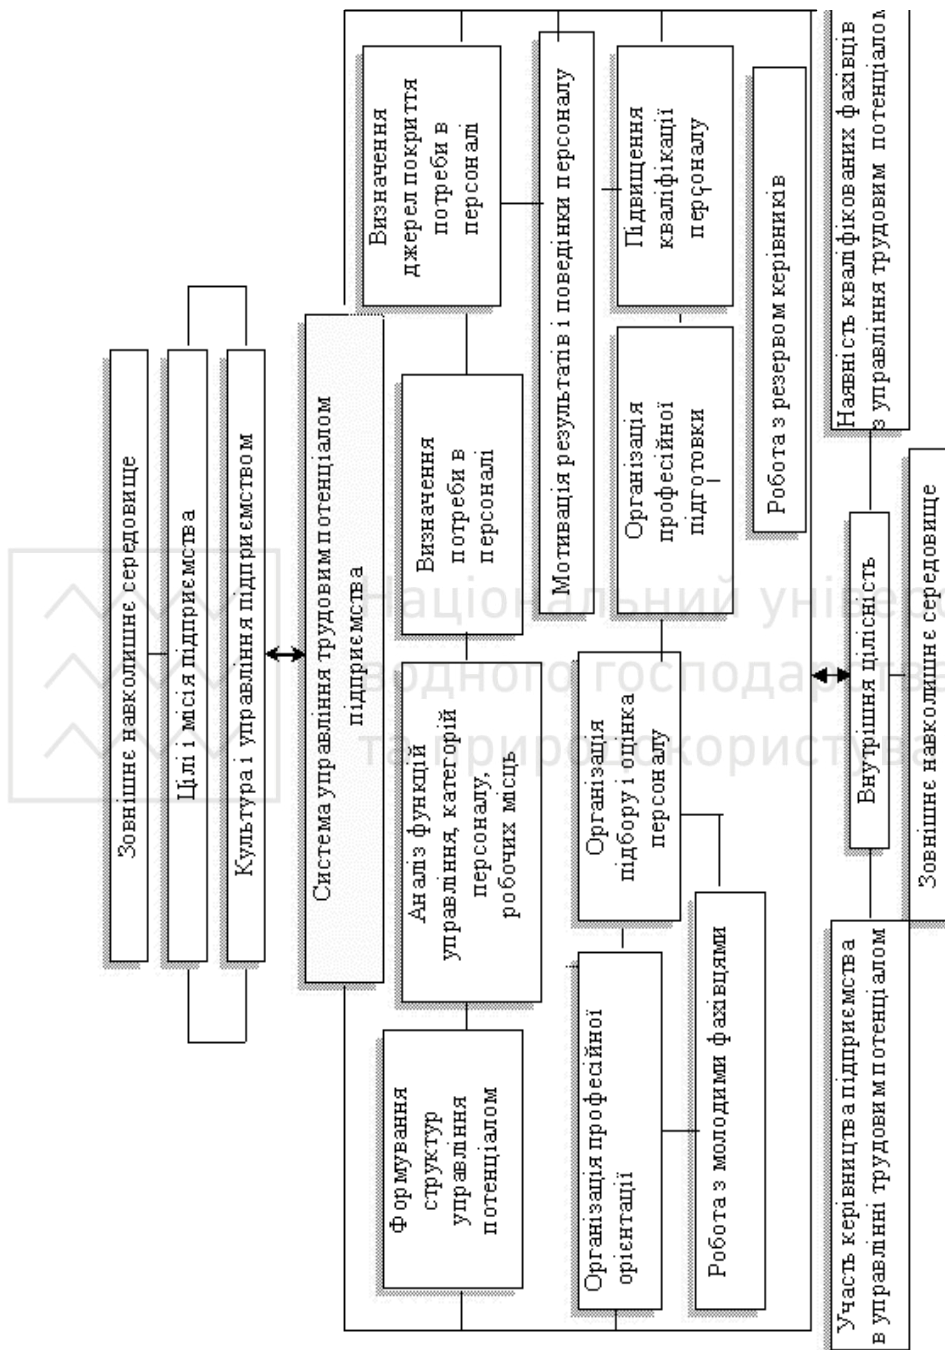 Зовнішнє навколишнє середовище
Цілі і місія підприємства
Культура і управління підприємством
Система управління трудовим потенціалом
підприємства
Формування
структур
управління
потенціалом
Аналіз функцій
управління, категорій
персоналу,
робочих місць
Визначення
потреби в
персоналі
Визначення
джерел покриття
потреби в
персоналі
Мотивація результатів і поведінки персоналу
Організація професійної
орієнтації
Організація
підбору і оцінка
персоналу
Організація
професійної
підготовки
Підвищення
кваліфікації
персоналу
Робота з молодими фахівцями
Робота з резервом керівників
Участь керівництва підприємства
в управлінні трудовим потенціалом
Внутрішня цілісність
Наявність кваліфікованих фахівців
з управління трудовим потенціалом
Зовнішнє навколишнє середовище
Національний універс
водного господарства
та природокористува